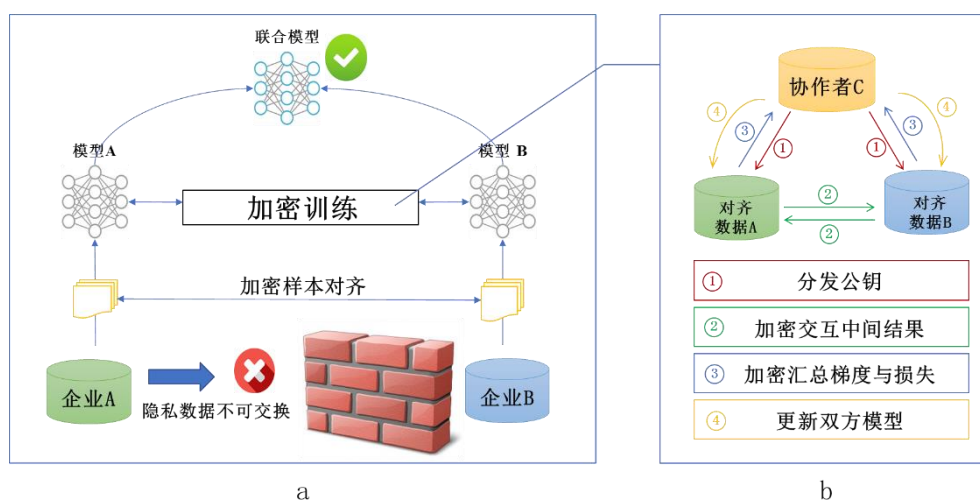 联合模型
模型A
模型 B
加密训练
加密样本对齐
企业A
隐私数据不可交换
企业B
a
协作者C
④
④
③
③
①
①
对齐
数据A
②
②
对齐
数据B
① 分发公钥
② 加密交互中间结果
③ 加密汇总梯度与损失
④ 更新双方模型
b